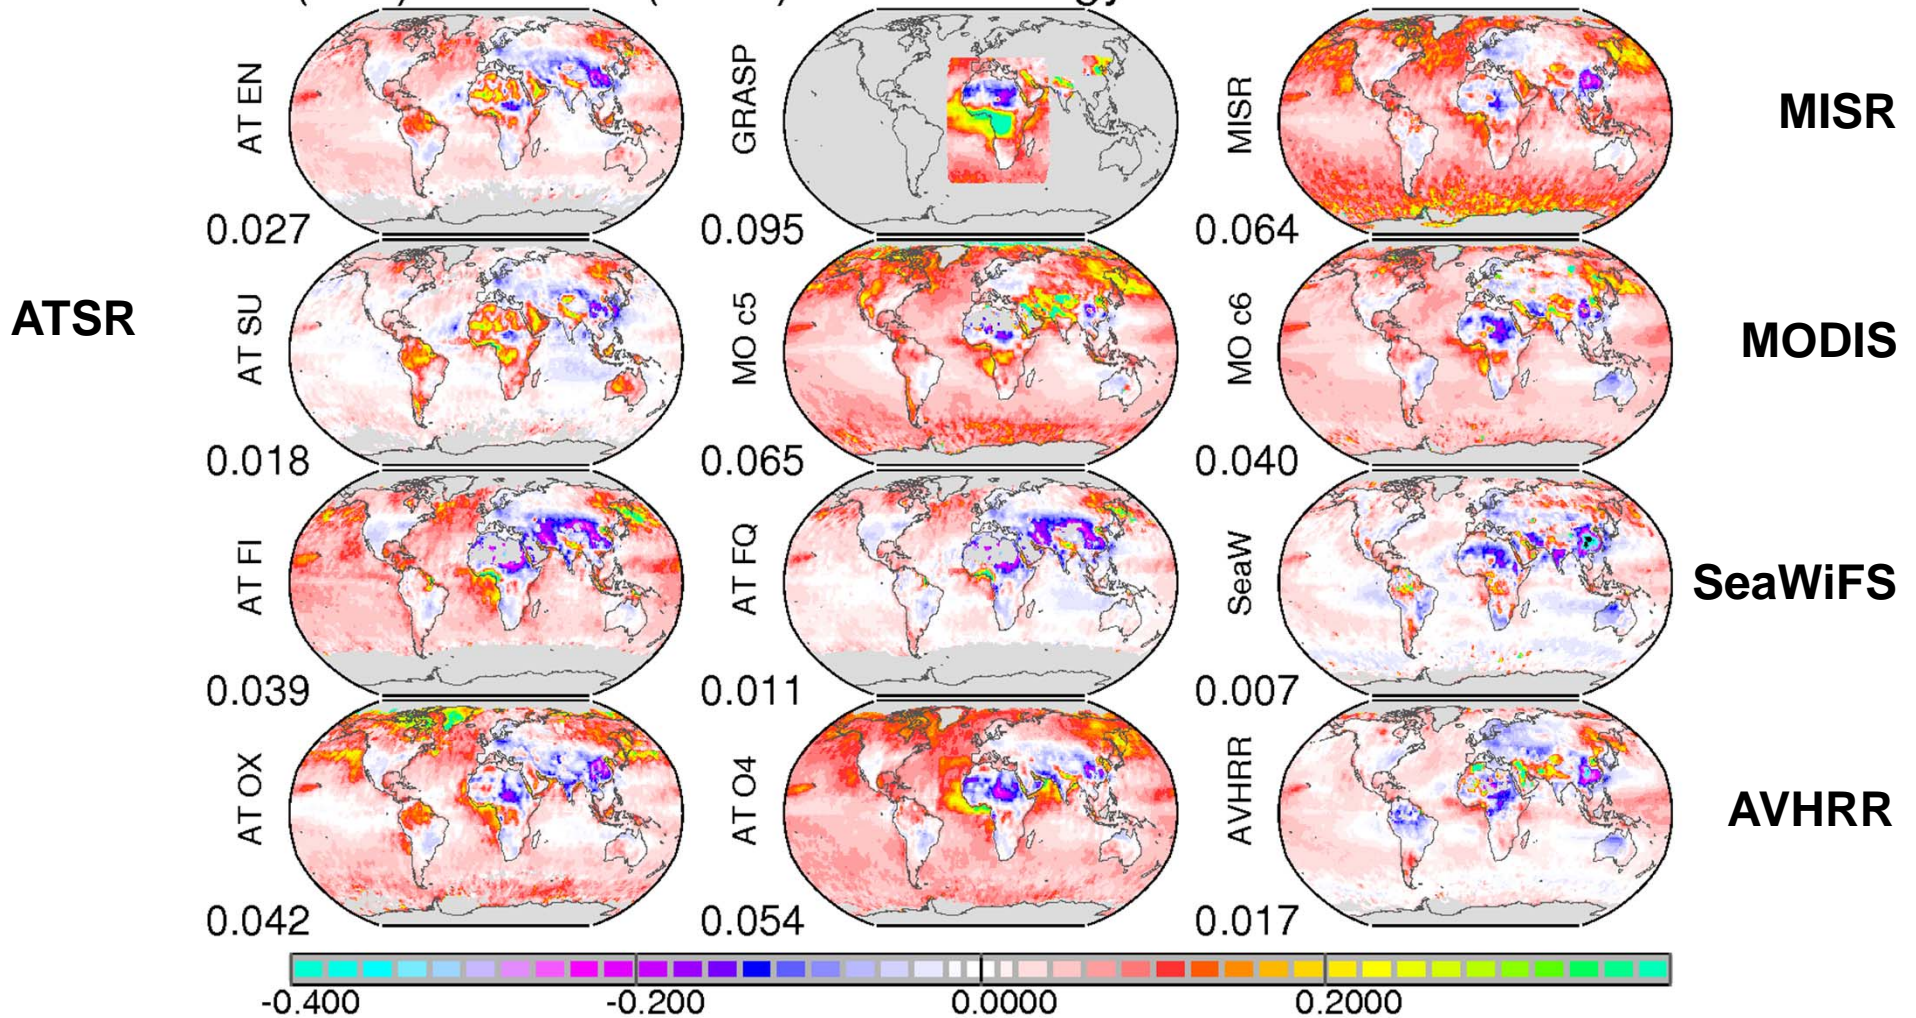 AT EN
GRASP
MISR
MISR
0.027
0.095
0.064
ATSR
AT SU
MO c5
MO c6
MODIS
0.018
0.065
0.040
AT FI
AT FQ
SeaW
SeaWiFS
0.039
0.011
0.007
AT OX
AT O4
AVHRR
AVHRR
0.042
0.054
0.017
-0.400 -0.200 0.0000 0.2000